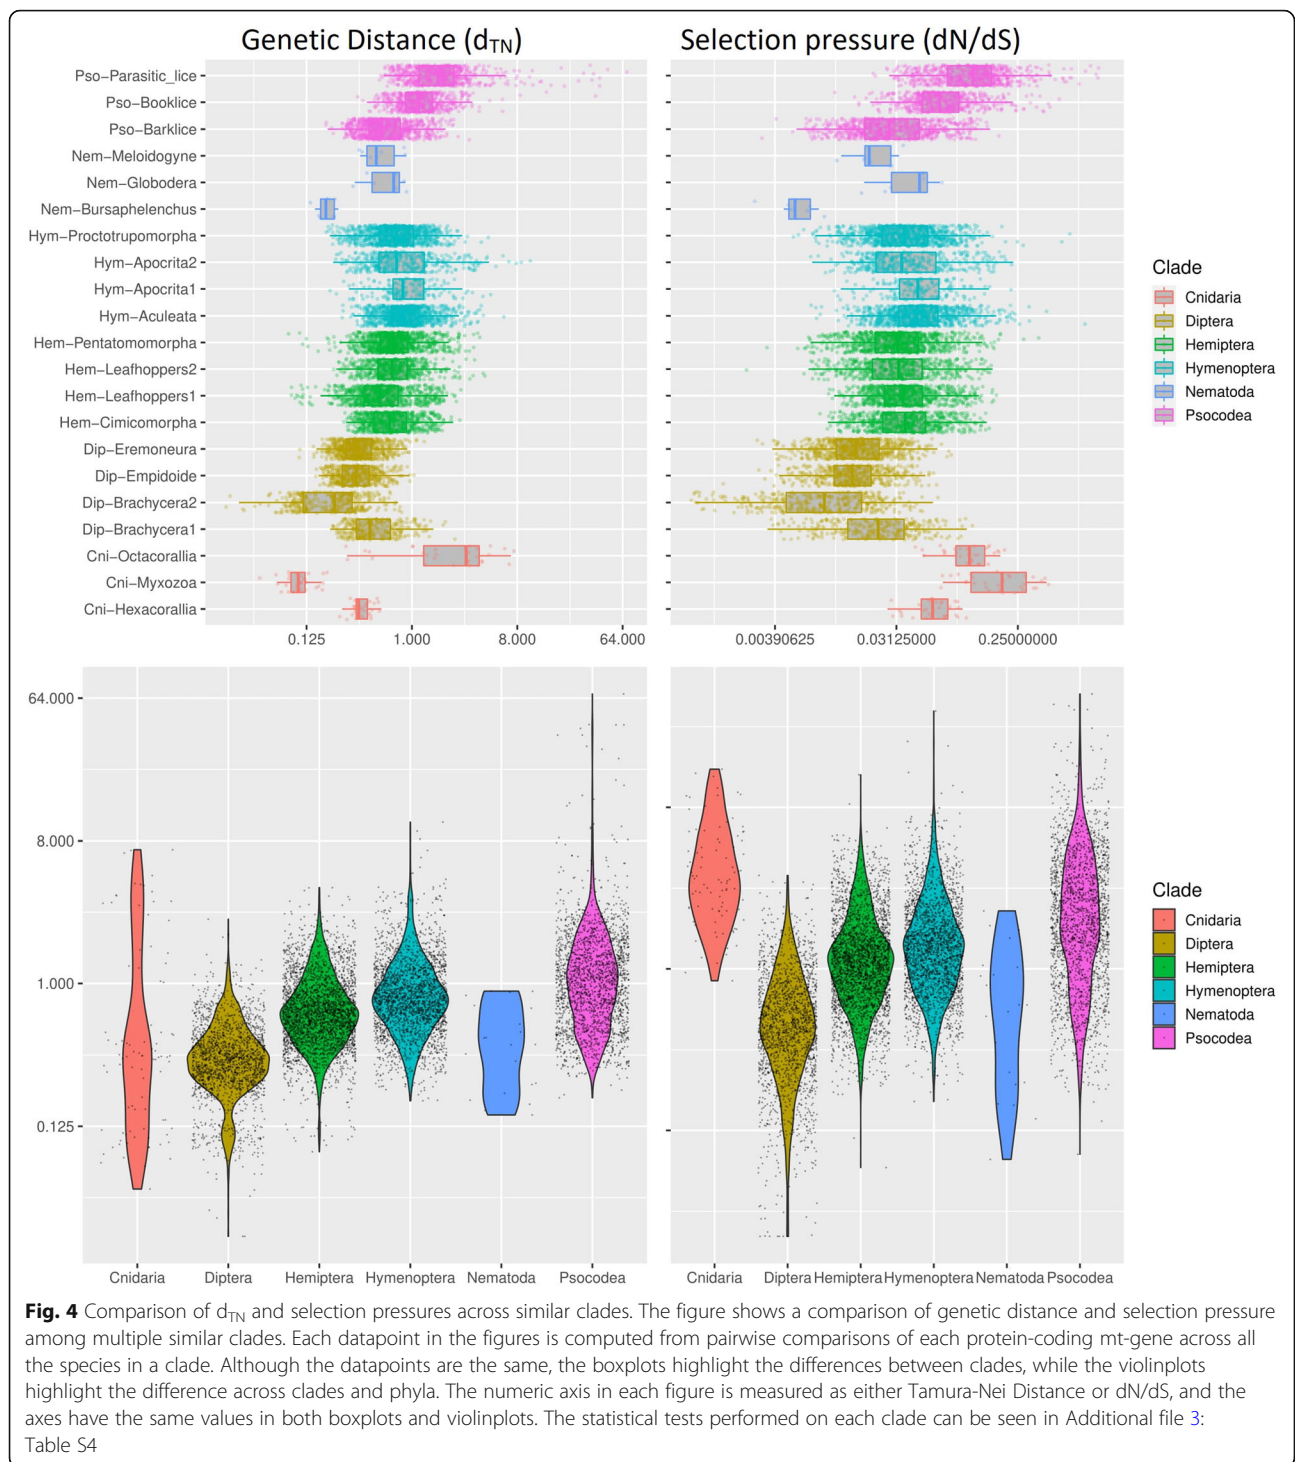 Genetic Distance (dTN)
Selection pressure (dN/dS)
Pso−Parasitic_lice
Pso−Booklice
Pso−Barklice
Nem−Meloidogyne
Nem−Globodera
Nem−Bursaphelenchus
Hym−Proctotrupomorpha
Hym−Apocrita2
Hym−Apocrita1
Hym−Aculeata
Hem−Pentatomomorpha
Hem−Leafhoppers2
Hem−Leafhoppers1
Hem−Cimicomorpha
Dip−Eremoneura
Dip−Empidoide
Dip−Brachycera2
Dip−Brachycera1
Cni−Octacorallia
Cni−Myxozoa
Cni−Hexacorallia
0.125 1.000 8.000 64.000
0.00390625 0.03125000 0.25000000
Clade
Cnidaria
Diptera
Hemiptera
Hymenoptera
Nematoda
Psocodea
64.000
8.000
1.000
0.125
Cnidaria Diptera Hemiptera Hymenoptera Nematoda Psocodea
Cnidaria Diptera Hemiptera Hymenoptera Nematoda Psocodea
Clade
Cnidaria
Diptera
Hemiptera
Hymenoptera
Nematoda
Psocodea
Fig. 4 Comparison of dTN and selection pressures across similar clades. The figure shows a comparison of genetic distance and selection pressure
among multiple similar clades. Each datapoint in the figures is computed from pairwise comparisons of each protein-coding mt-gene across all
the species in a clade. Although the datapoints are the same, the boxplots highlight the differences between clades, while the violinplots
highlight the difference across clades and phyla. The numeric axis in each figure is measured as either Tamura-Nei Distance or dN/dS, and the
axes have the same values in both boxplots and violinplots. The statistical tests performed on each clade can be seen in Additional file 3:
Table S4